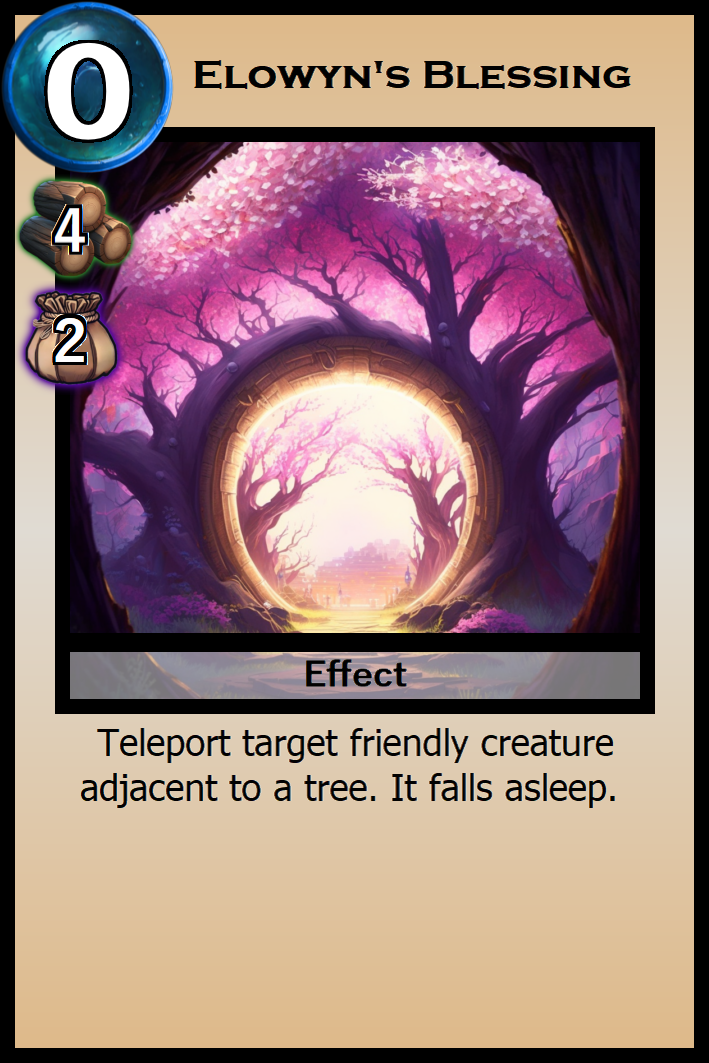 0
Elowyn's Blessing
4
2
Effect
Teleport target friendly creature
adjacent to a tree. It falls asleep.